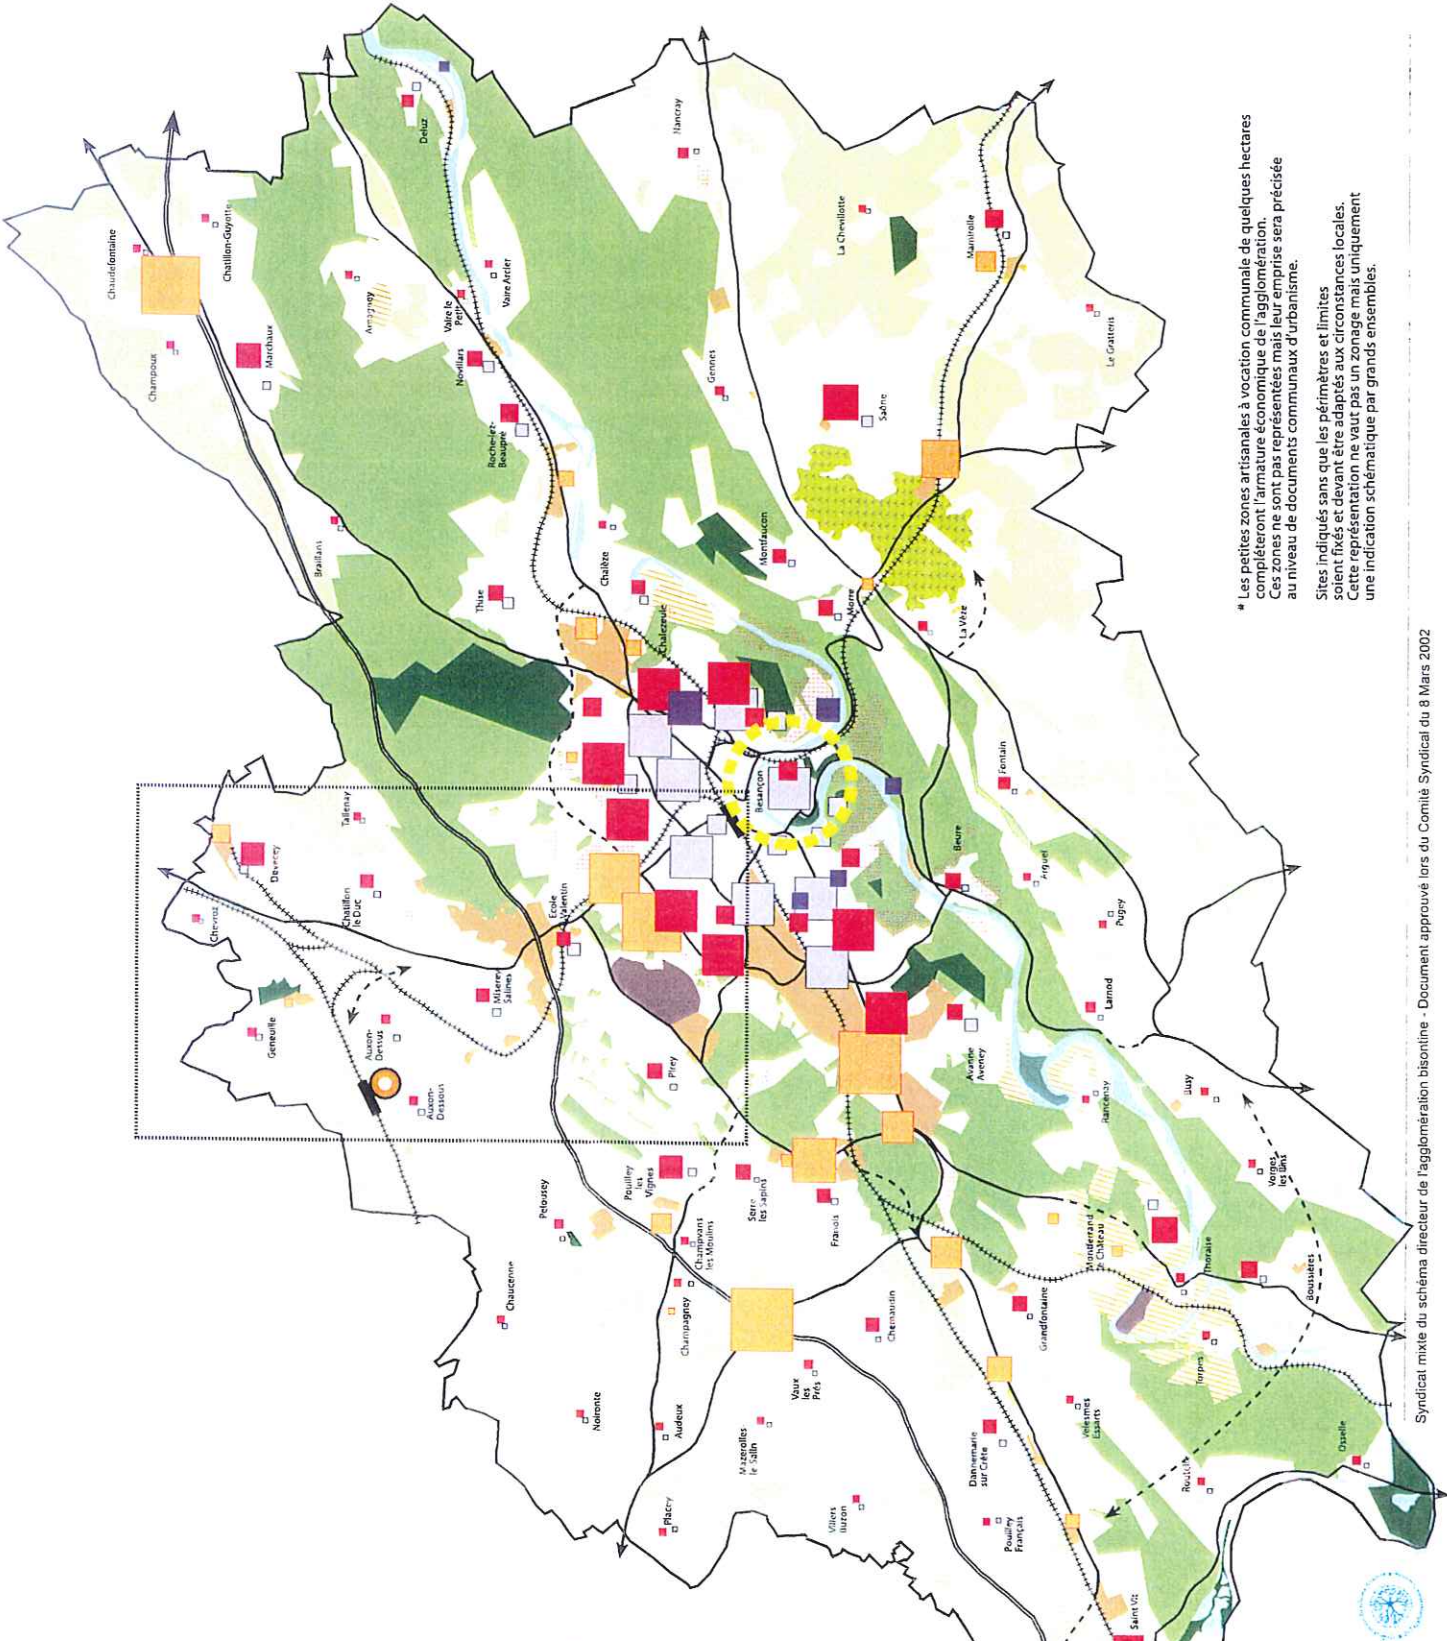 Chaudefontaine
Chatillon-Guyotte
Champoux
Marchaux
Amagney
Deluz
Vaire le
Petit
Vaire Arcier
Novillars
Roche-lez-
Beaupré
Braillans
Thise
Chalèze
Chalezeule
Nancray
La Chevillotte
Mamirolle
Le Gratteris
Gennes
Saône
Montfaucon
Morre
La Vèze
Fontain
Arguel
Beure
Pugey
Larnod
Besançon
Tallenay
Devecey
Chatillon
le Duc
Chevroz
Geneuille
Miserey
Salines
Ecole
Valentin
Auxon-
Dessus
Auxon-
Dessous
Pirey
Avanne
Aveney
Rancenay
Busy
Vorges
les Pins
Pouilley
les
Vignes
Pelousey
Serre
les Sapins
Franois
Champvans
les Moulins
Champagney
Chaucenne
Noironte
Audeux
Placey
Mazerolles
le Salin
Vaux
les
Prés
Villers
Buzon
Chemaudin
Dannemarie
sur Crête
Pouilley
Français
Grandfontaine
Velesmes
Essarts
Montferrand
le Château
Thoraise
Boussières
Torpes
Routelle
Osselle
Saint Vit
* Les petites zones artisanales à vocation communale de quelques hectares
compléteront l'armature économique de l'agglomération.
Ces zones ne sont pas représentées mais leur emprise sera précisée
au niveau de documents communaux d'urbanisme.
Sites indiqués sans que les périmètres et limites
soient fixés et devant être adaptés aux circonstances locales.
Cette représentation ne vaut pas un zonage mais uniquement
une indication schématique par grands ensembles.
Syndicat mixte du schéma directeur de l'agglomération bisontine - Document approuvé lors du Comité Syndical du 8 Mars 2002